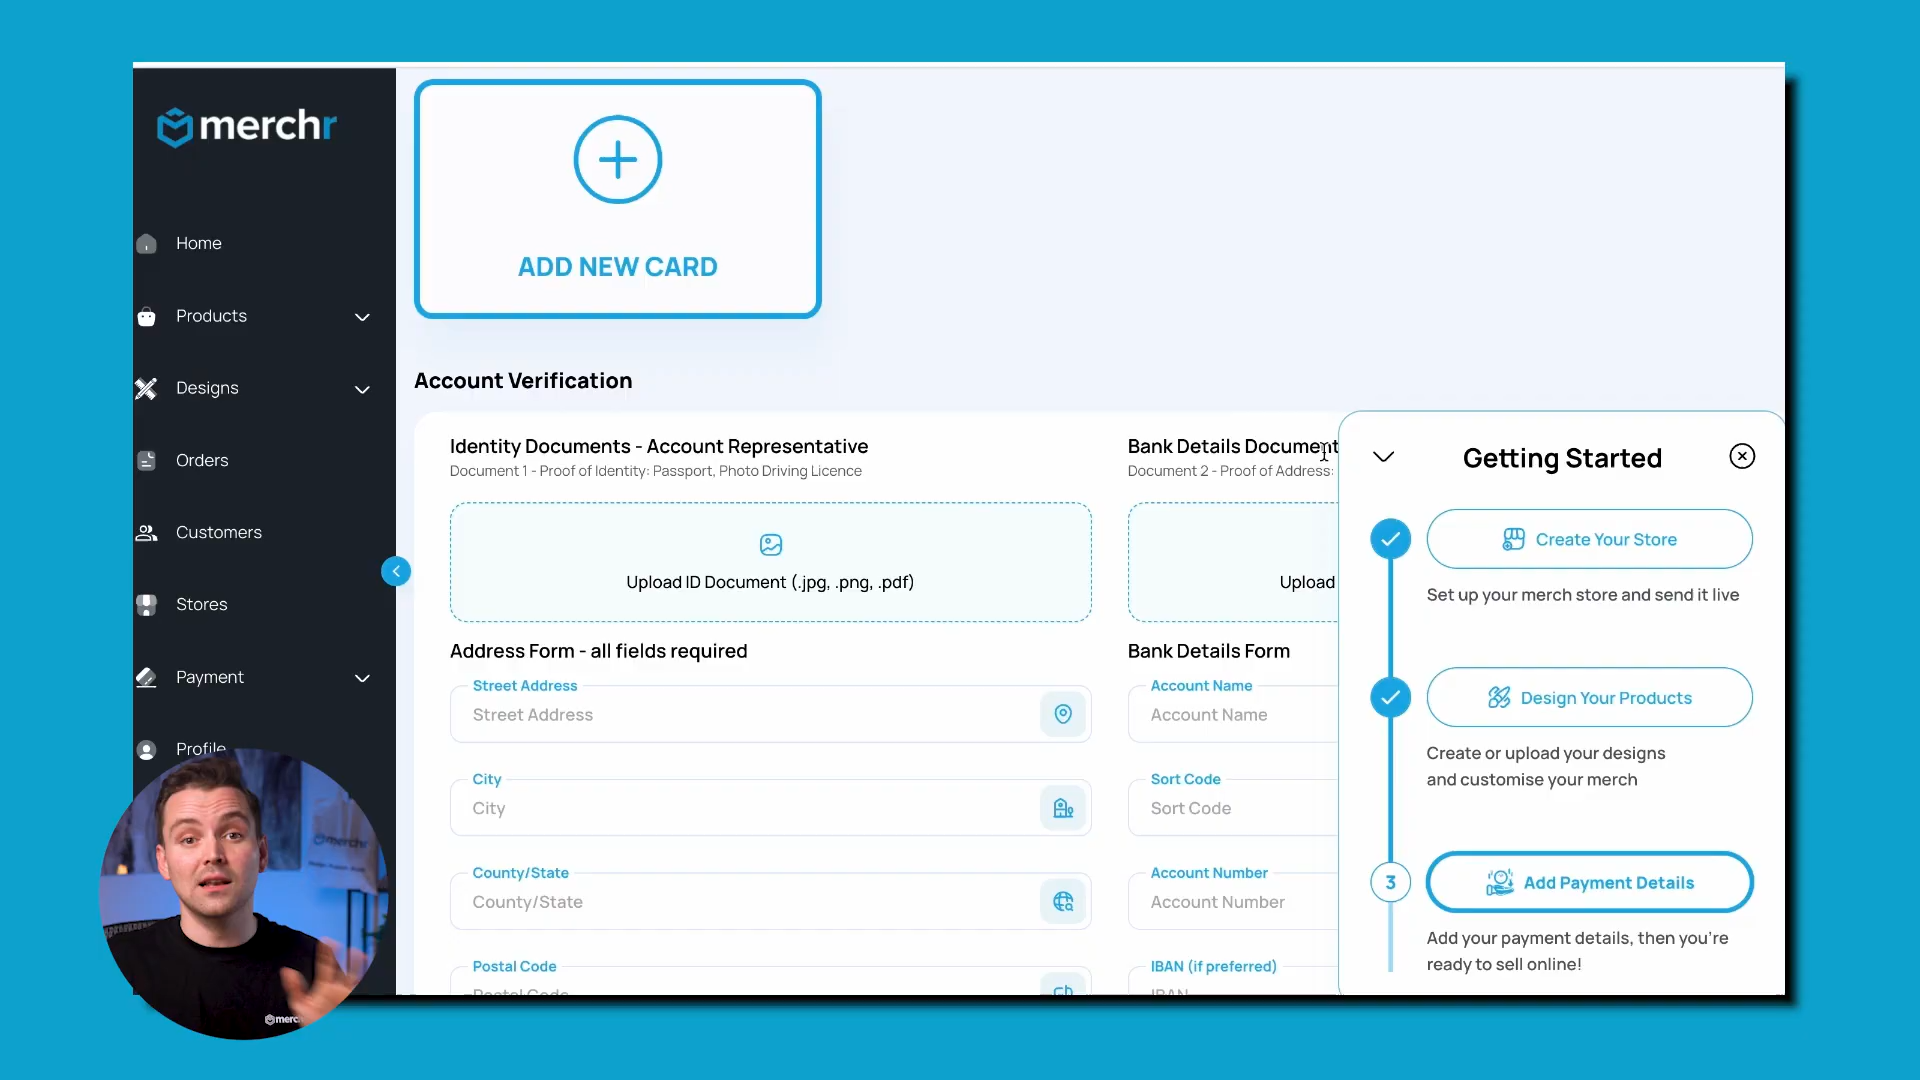 merchr
Home
Products
Designs
Orders
Customers
Stores
Payment
Profile
ADD NEW CARD
Account Verification
Identity Documents - Account Representative
Document 1 - Proof of Identity: Passport, Photo Driving Licence
Upload ID Document (.jpg, .png, .pdf)
Address Form - all fields required
Street Address
Street Address
City
City
County/State
County/State
Postal Code
Postal Code
Bank Details Document
Document 2 - Proof of Address:
Upload
Bank Details Form
Account Name
Account Name
Sort Code
Sort Code
Account Number
Account Number
IBAN (if preferred)
IBAN
Getting Started
Create Your Store
Set up your merch store and send it live
Design Your Products
Create or upload your designs
and customise your merch
3
Add Payment Details
Add your payment details, then you're
ready to sell online!
merchr